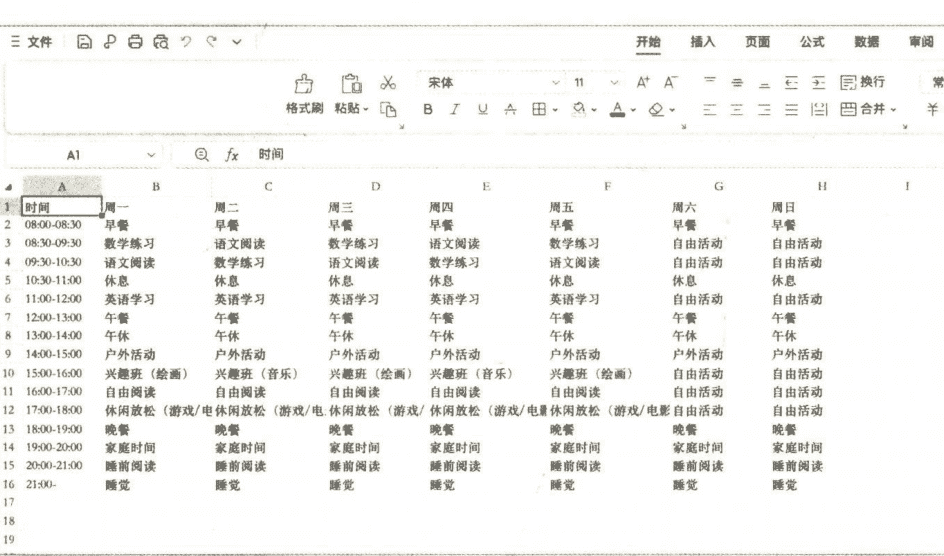 三 文件
开始 插入 页面 公式 数据 审阅
宋体 11 A+ A- 换行 常
格式刷 粘贴 B I U A A 合并 ¥
A1 fx 时间
A B C D E F G H I
1 时间 周一 周二 周三 周四 周五 周六 周日
2 08:00-08:30 早餐 早餐 早餐 早餐 早餐 早餐 早餐
3 08:30-09:30 数学练习 语文阅读 数学练习 语文阅读 数学练习 自由活动 自由活动
4 09:30-10:30 语文阅读 数学练习 语文阅读 数学练习 语文阅读 自由活动 自由活动
5 10:30-11:00 休息 休息 休息 休息 休息 休息 休息
6 11:00-12:00 英语学习 英语学习 英语学习 英语学习 英语学习 自由活动 自由活动
7 12:00-13:00 午餐 午餐 午餐 午餐 午餐 午餐 午餐
8 13:00-14:00 午休 午休 午休 午休 午休 午休 午休
9 14:00-15:00 户外活动 户外活动 户外活动 户外活动 户外活动 户外活动 户外活动
10 15:00-16:00 兴趣班（绘画） 兴趣班（音乐） 兴趣班（绘画） 兴趣班（音乐） 兴趣班（绘画） 自由活动 自由活动
11 16:00-17:00 自由阅读 自由阅读 自由阅读 自由阅读 自由阅读 自由活动 自由活动
12 17:00-18:00 休闲放松（游戏/电 休闲放松（游戏/电 休闲放松（游戏/ 休闲放松（游戏/电影 休闲放松（游戏/电影 自由活动 自由活动
13 18:00-19:00 晚餐 晚餐 晚餐 晚餐 晚餐 晚餐 晚餐
14 19:00-20:00 家庭时间 家庭时间 家庭时间 家庭时间 家庭时间 家庭时间 家庭时间
15 20:00-21:00 睡前阅读 睡前阅读 睡前阅读 睡前阅读 睡前阅读 睡前阅读 睡前阅读
16 21:00- 睡觉 睡觉 睡觉 睡觉 睡觉 睡觉 睡觉
17
18
19